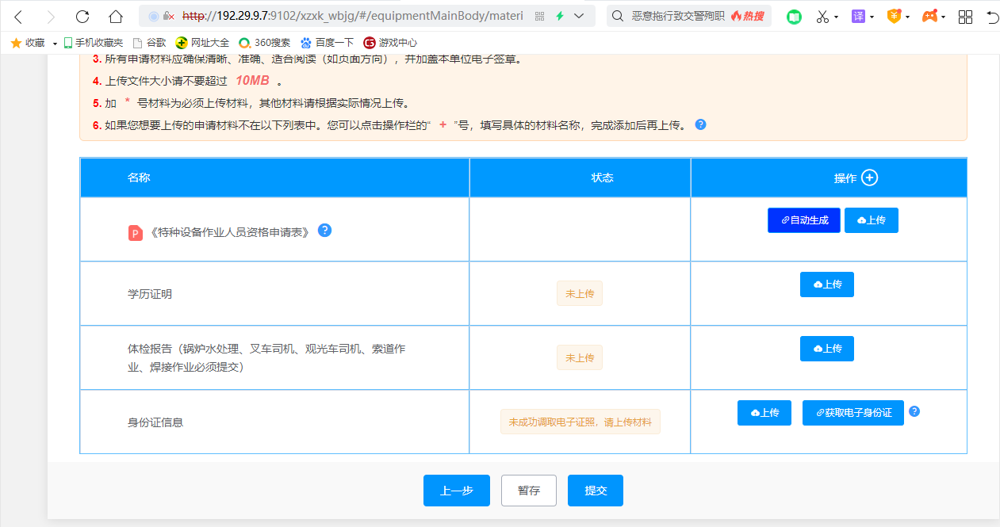 http://192.29.9.7:9102/xzxk_wbjg/#/equipmentMainBody/materi
恶意拖行致交警殉职 热搜
译
收藏 手机收藏夹 谷歌 网址大全 360搜索 百度一下 游戏中心
3. 所有申请材料应确保清晰、准确、适合阅读（如页面方向），并加盖本单位电子签章。
4. 上传文件大小请不要超过 10MB 。
5. 加 * 号材料为必须上传材料，其他材料请根据实际情况上传。
6. 如果您想要上传的申请材料不在以下列表中。您可以点击操作栏的“ + ”号，填写具体的材料名称，完成添加后再上传。 ?
名称 状态 操作 +
P 《特种设备作业人员资格申请表》 ? 自动生成 上传
学历证明 未上传 上传
体检报告（锅炉水处理、叉车司机、观光车司机、索道作
业、焊接作业必须提交） 未上传 上传
身份证信息 未成功调取电子证照，请上传材料 上传 获取电子身份证 ?
上一步 暂存 提交